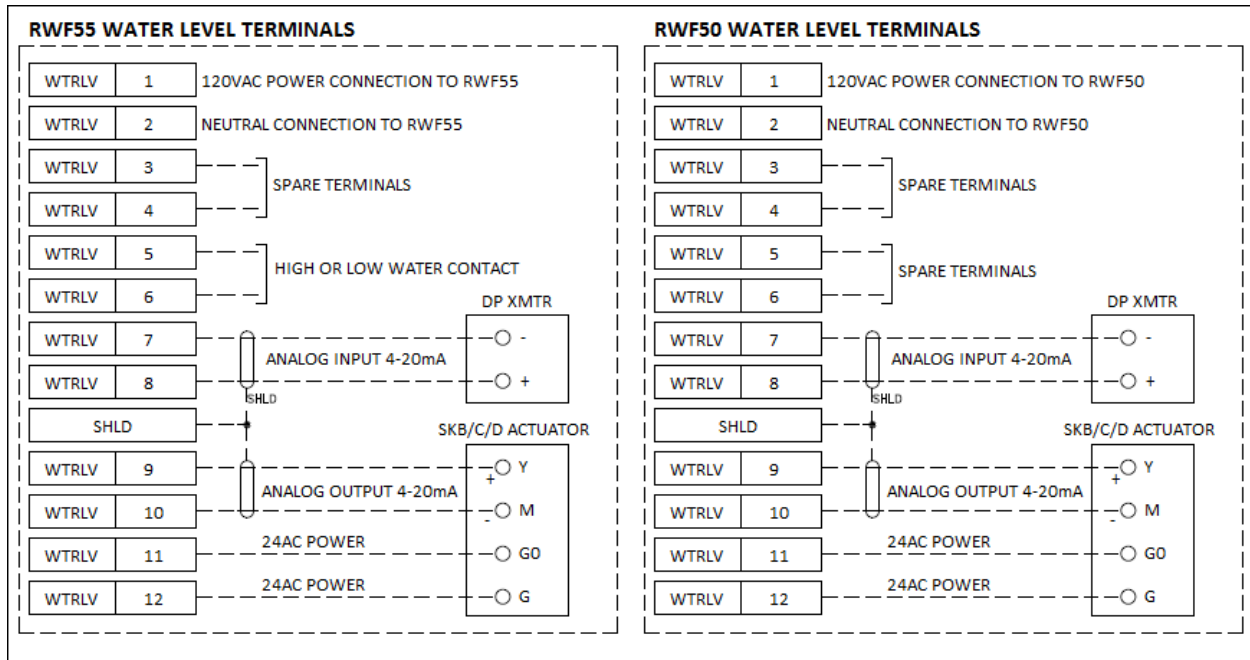 RWF55 WATER LEVEL TERMINALS
WTRLV 1 120VAC POWER CONNECTION TO RWF55
WTRLV 2 NEUTRAL CONNECTION TO RWF55
WTRLV 3
SPARE TERMINALS
WTRLV 4
WTRLV 5
HIGH OR LOW WATER CONTACT
WTRLV 6
DP XMTR
WTRLV 7 -
ANALOG INPUT 4-20mA
WTRLV 8 +
SHLD
SHLD
SKB/C/D ACTUATOR
WTRLV 9 + Y
ANALOG OUTPUT 4-20mA
WTRLV 10 - M
24AC POWER
WTRLV 11 G0
24AC POWER
WTRLV 12 G
RWF50 WATER LEVEL TERMINALS
WTRLV 1 120VAC POWER CONNECTION TO RWF50
WTRLV 2 NEUTRAL CONNECTION TO RWF50
WTRLV 3
SPARE TERMINALS
WTRLV 4
WTRLV 5
SPARE TERMINALS
WTRLV 6
DP XMTR
WTRLV 7 -
ANALOG INPUT 4-20mA
WTRLV 8 +
SHLD
SHLD
SKB/C/D ACTUATOR
WTRLV 9 + Y
ANALOG OUTPUT 4-20mA
WTRLV 10 - M
24AC POWER
WTRLV 11 G0
24AC POWER
WTRLV 12 G